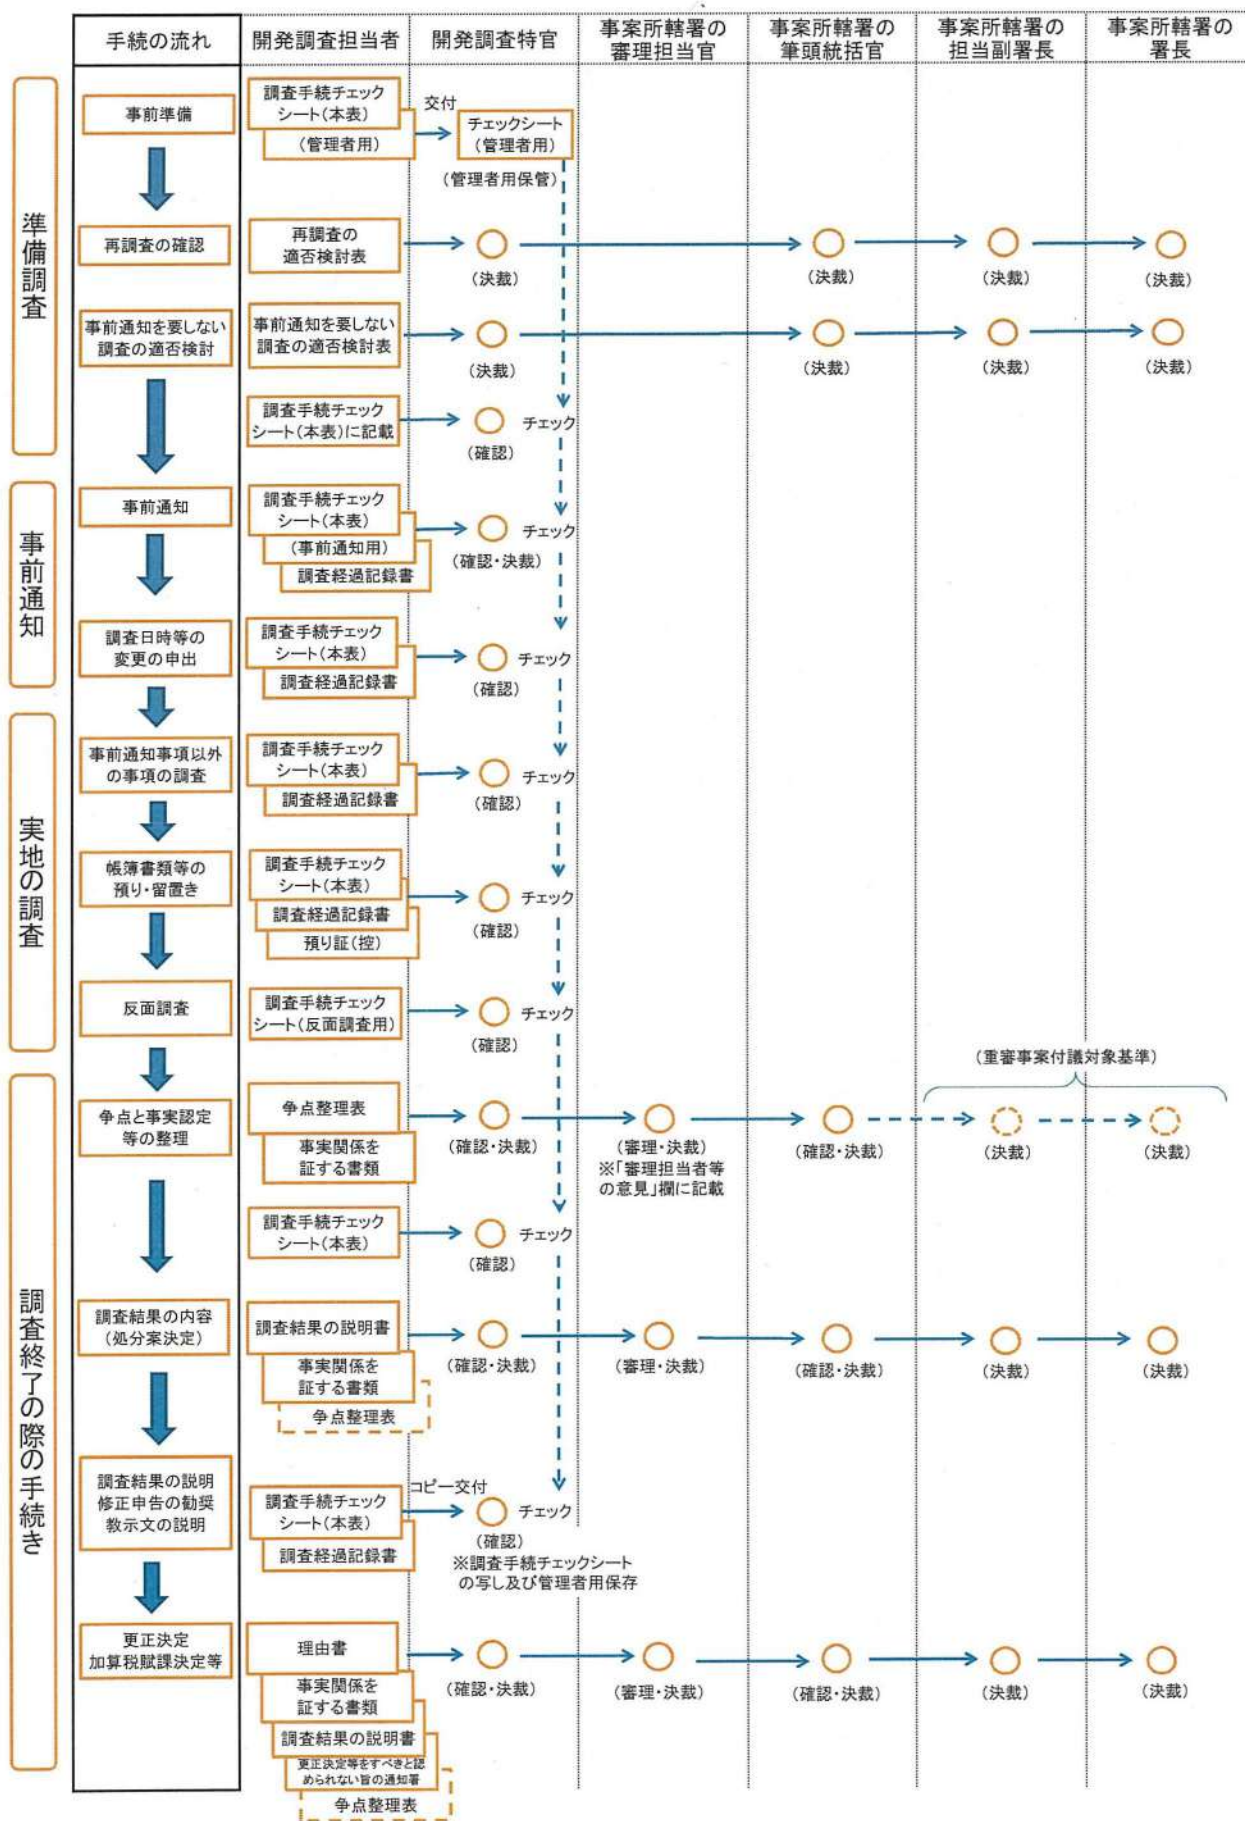 手続の流れ
開発調査担当者
開発調査特官
事案所轄署の
審理担当官
事案所轄署の
筆頭統括官
事案所轄署の
担当副署長
事案所轄署の
署長
準備調査
事前準備
調査手続チェック
シート(本表)
(管理者用)
交付
チェックシート
(管理者用)
(管理者用保管)
再調査の確認
再調査の
適否検討表
(決裁)
(決裁)
(決裁)
(決裁)
事前通知を要しない
調査の適否検討
事前通知を要しない
調査の適否検討表
(決裁)
(決裁)
(決裁)
(決裁)
調査手続チェック
シート(本表)に記載
チェック
(確認)
事前通知
事前通知
調査手続チェック
シート(本表)
(事前通知用)
調査経過記録書
チェック
(確認・決裁)
調査日時等の
変更の申出
調査手続チェック
シート(本表)
調査経過記録書
チェック
(確認)
実地の調査
事前通知事項以外
の事項の調査
調査手続チェック
シート(本表)
調査経過記録書
チェック
(確認)
帳簿書類等の
預り・留置き
調査手続チェック
シート(本表)
調査経過記録書
預り証(控)
チェック
(確認)
反面調査
調査手続チェック
シート(反面調査用)
チェック
(確認)
調査終了の際の手続き
(重審事案付議対象基準)
争点と事実認定
等の整理
争点整理表
事実関係を
証する書類
(確認・決裁)
(審理・決裁)
※「審理担当者等
の意見」欄に記載
(確認・決裁)
(決裁)
(決裁)
調査手続チェック
シート(本表)
チェック
(確認)
調査結果の内容
(処分案決定)
調査結果の説明書
事実関係を
証する書類
争点整理表
(確認・決裁)
(審理・決裁)
(確認・決裁)
(決裁)
(決裁)
調査結果の説明
修正申告の勧奨
教示文の説明
調査手続チェック
シート(本表)
調査経過記録書
コピー交付
チェック
(確認)
※調査手続チェックシート
の写し及び管理者用保存
更正決定
加算税賦課決定等
理由書
事実関係を
証する書類
調査結果の説明書
更正決定等をすべきと認
められない旨の通知署
争点整理表
(確認・決裁)
(審理・決裁)
(確認・決裁)
(決裁)
(決裁)